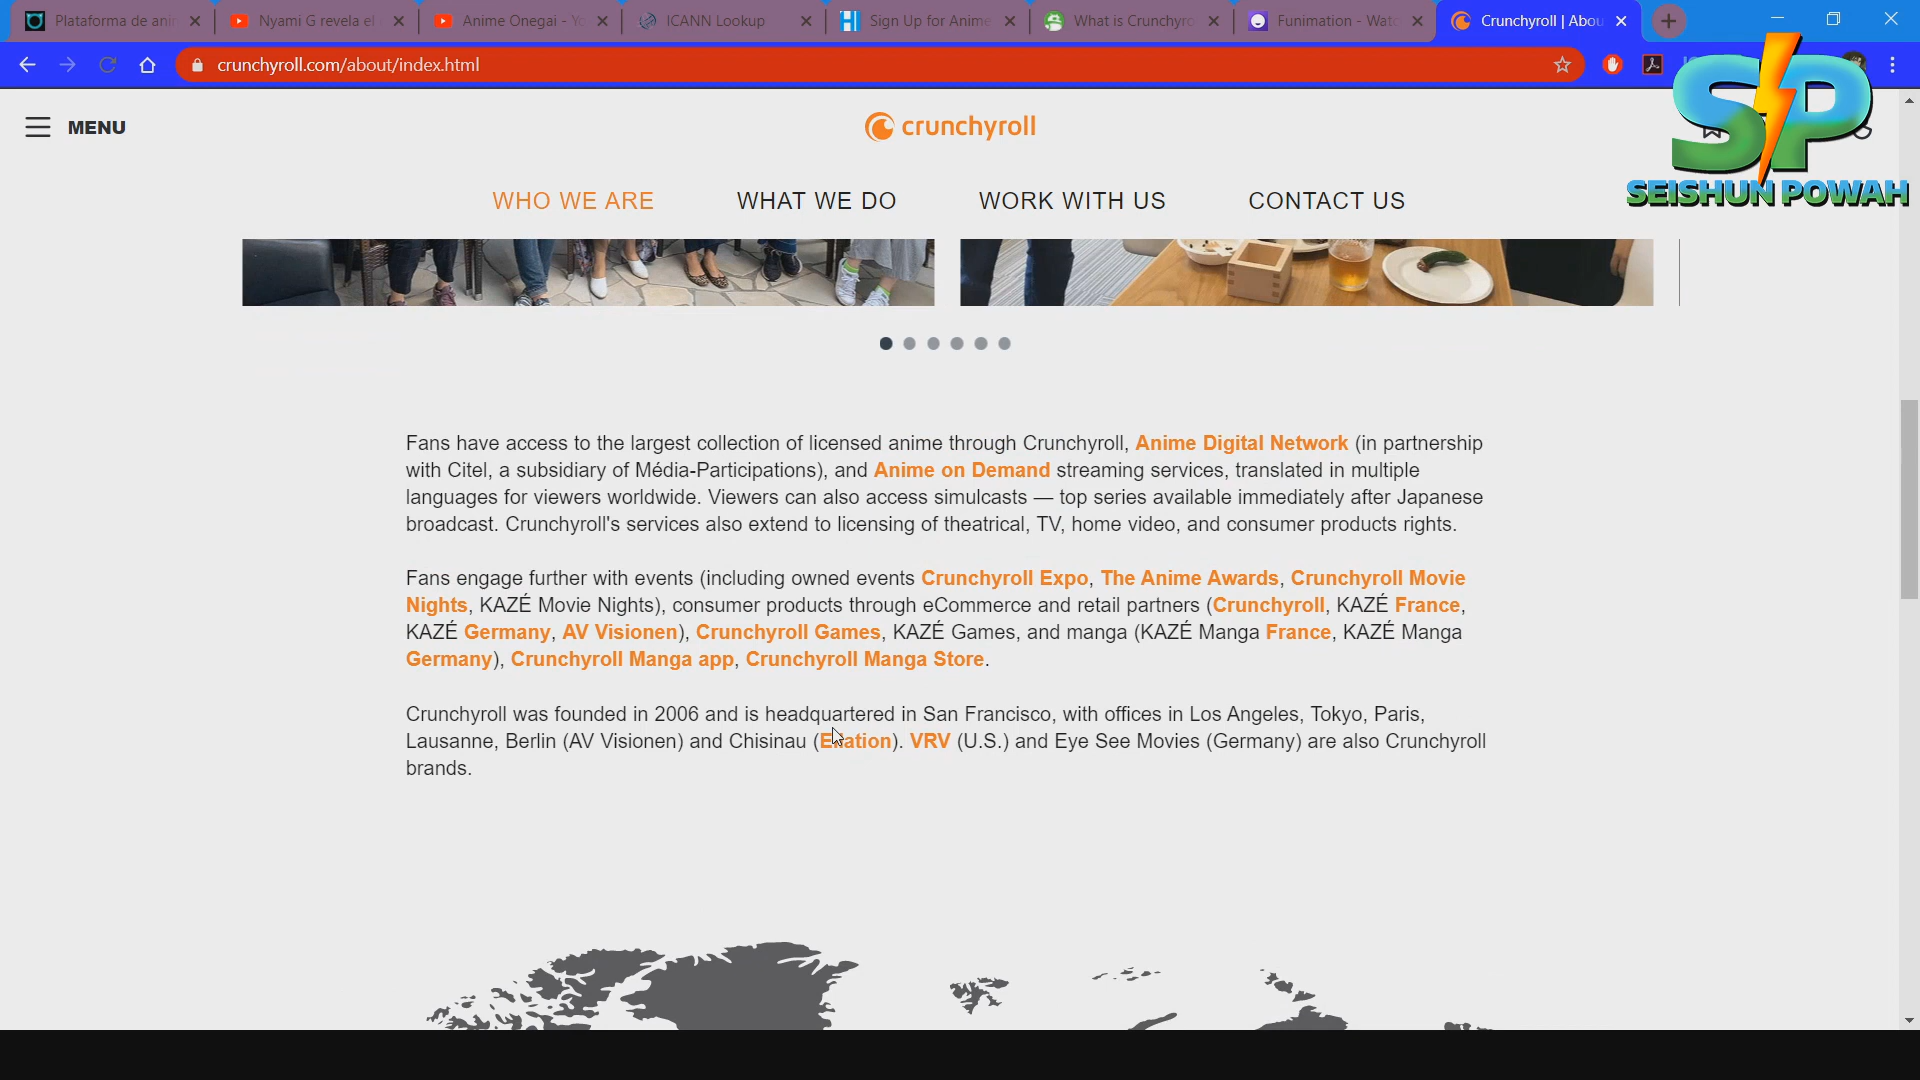 Plataforma de ani
Nyami G revela el
Anime Onegai - Yo
ICANN Lookup
Sign Up for Anime
What is Crunchyro
Funimation - Watc
Crunchyroll | Abou
crunchyroll.com/about/index.html
MENU
crunchyroll
SP
SEISHUN POWAH
WHO WE ARE
WHAT WE DO
WORK WITH US
CONTACT US
Fans have access to the largest collection of licensed anime through Crunchyroll, Anime Digital Network (in partnership
with Citel, a subsidiary of Média-Participations), and Anime on Demand streaming services, translated in multiple
languages for viewers worldwide. Viewers can also access simulcasts — top series available immediately after Japanese
broadcast. Crunchyroll's services also extend to licensing of theatrical, TV, home video, and consumer products rights.
Fans engage further with events (including owned events Crunchyroll Expo, The Anime Awards, Crunchyroll Movie
Nights, KAZÉ Movie Nights), consumer products through eCommerce and retail partners (Crunchyroll, KAZÉ France,
KAZÉ Germany, AV Visionen), Crunchyroll Games, KAZÉ Games, and manga (KAZÉ Manga France, KAZÉ Manga
Germany), Crunchyroll Manga app, Crunchyroll Manga Store.
Crunchyroll was founded in 2006 and is headquartered in San Francisco, with offices in Los Angeles, Tokyo, Paris,
Lausanne, Berlin (AV Visionen) and Chisinau (Ellation). VRV (U.S.) and Eye See Movies (Germany) are also Crunchyroll
brands.